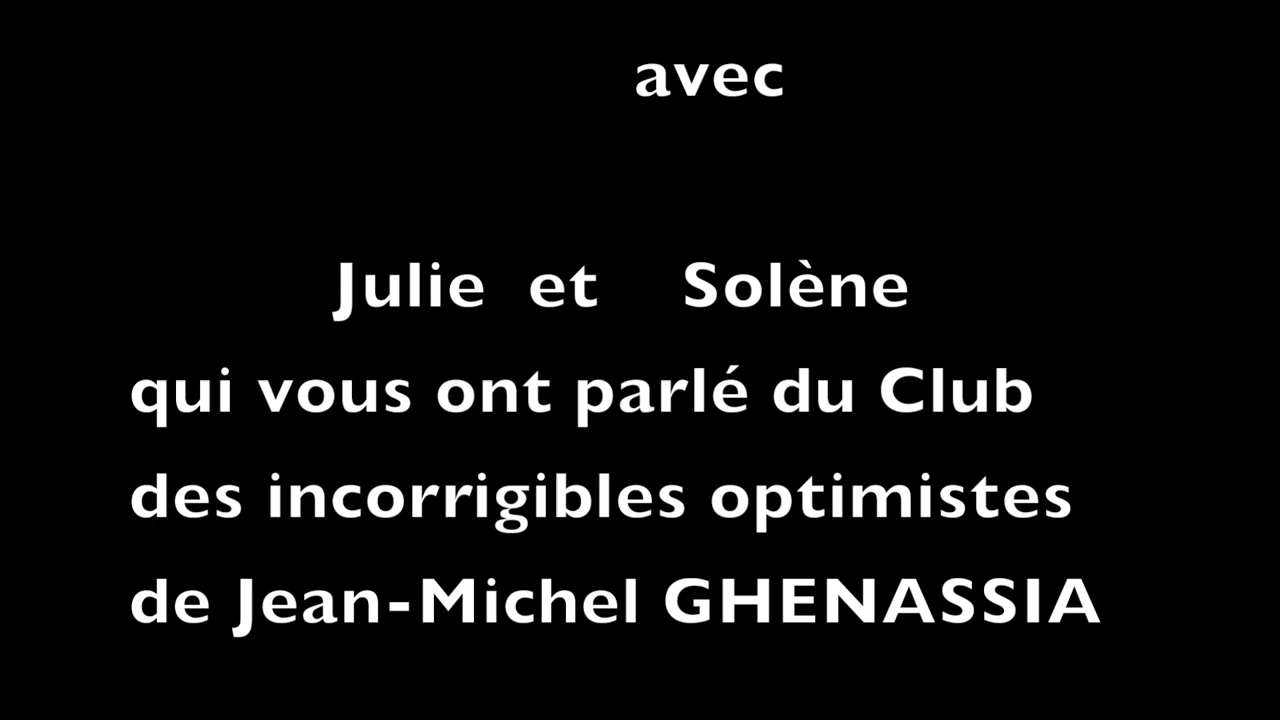 avec
Julie et Solène
qui vous ont parlé du Club
des incorrigibles optimistes
de Jean-Michel GHENASSIA